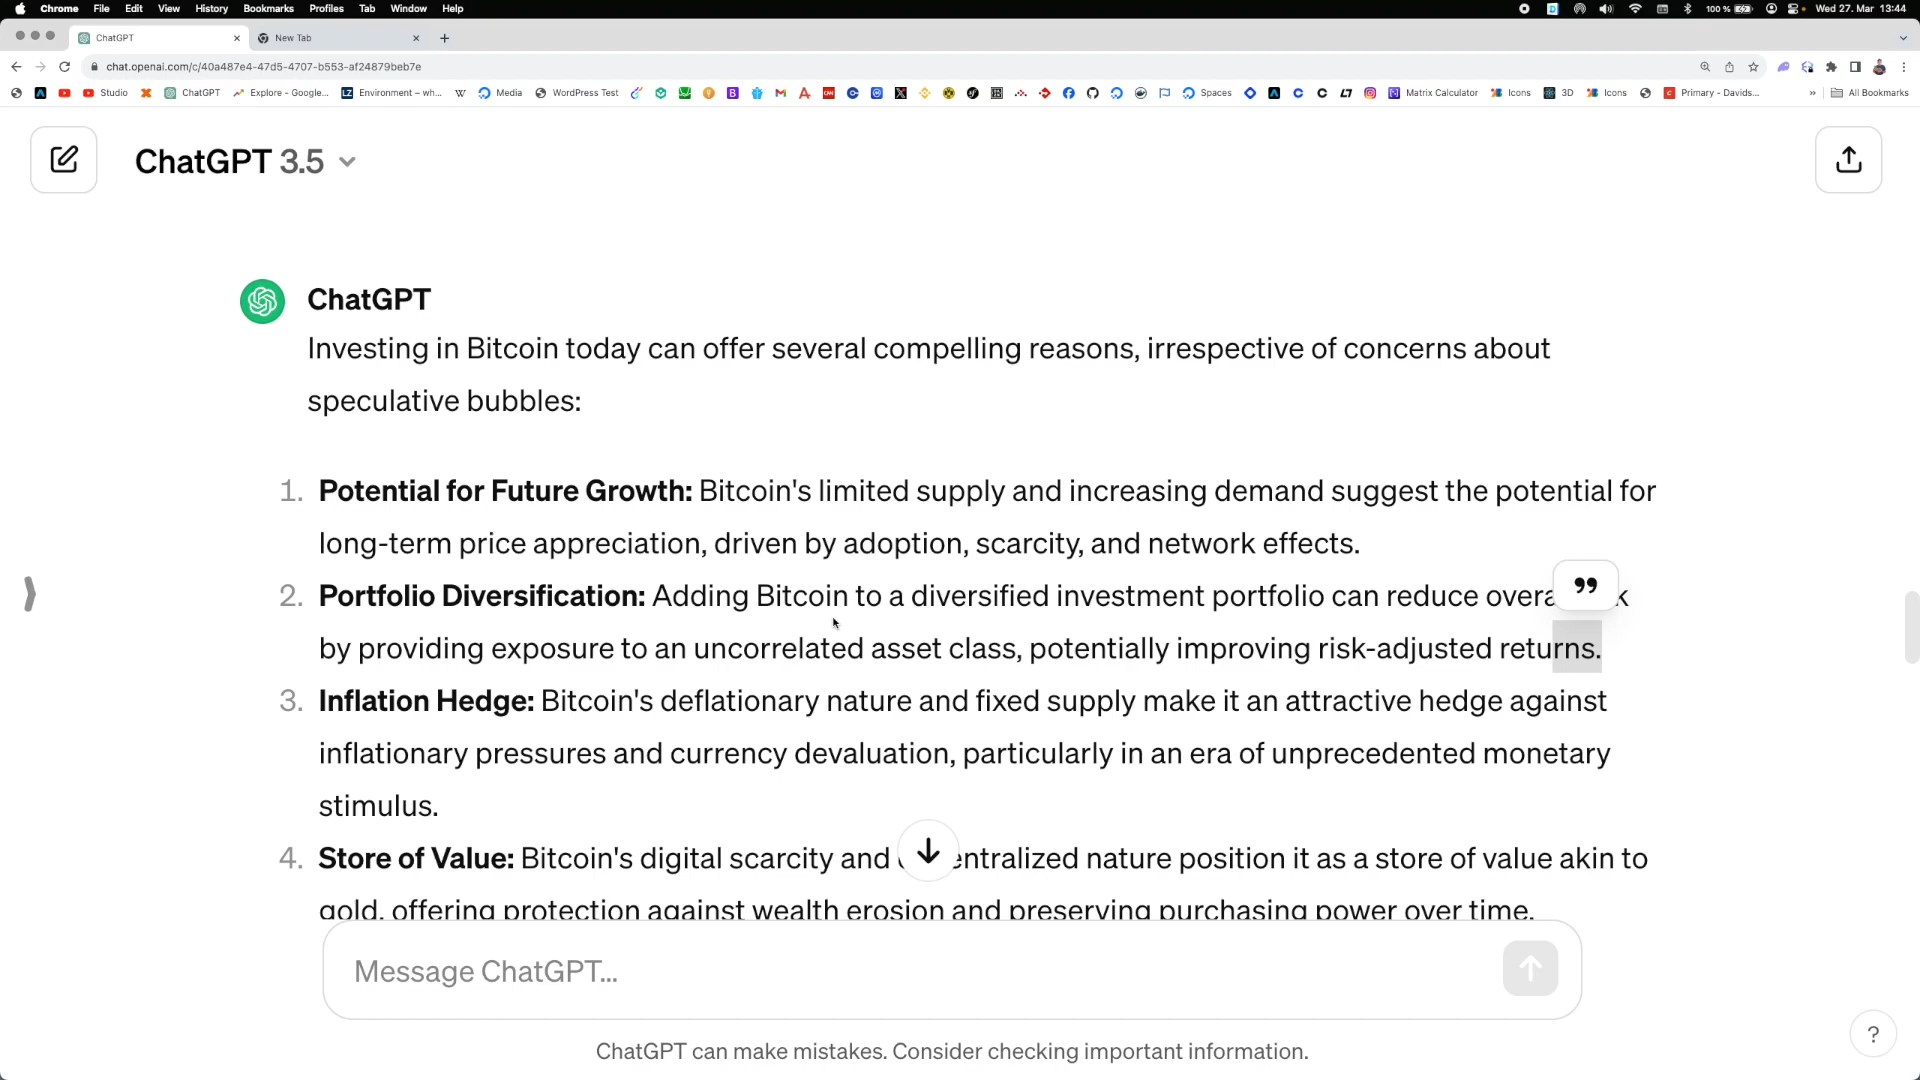 Chrome File Edit View History Bookmarks Profiles Tab Window Help 100 % Wed 27. Mar 13:44
ChatGPT New Tab
chat.openai.com/c/40a487e4-47d5-4707-b553-af24879beb7e
Studio ChatGPT Explore - Google... Environment – wh... Media WordPress Test Spaces Matrix Calculator Icons 3D Icons Primary - Davids... All Bookmarks
ChatGPT 3.5
ChatGPT
Investing in Bitcoin today can offer several compelling reasons, irrespective of concerns about
speculative bubbles:
1. Potential for Future Growth: Bitcoin's limited supply and increasing demand suggest the potential for
long-term price appreciation, driven by adoption, scarcity, and network effects.
2. Portfolio Diversification: Adding Bitcoin to a diversified investment portfolio can reduce
by providing exposure to an uncorrelated asset class, potentially improving risk-adjusted returns.
3. Inflation Hedge: Bitcoin's deflationary nature and fixed supply make it an attractive hedge against
inflationary pressures and currency devaluation, particularly in an era of unprecedented monetary
stimulus.
4. Store of Value: Bitcoin's digital scarcity and nature position it as a store of value akin to
gold, offering protection against wealth erosion and preserving purchasing power over time.
Message ChatGPT...
ChatGPT can make mistakes. Consider checking important information.
?